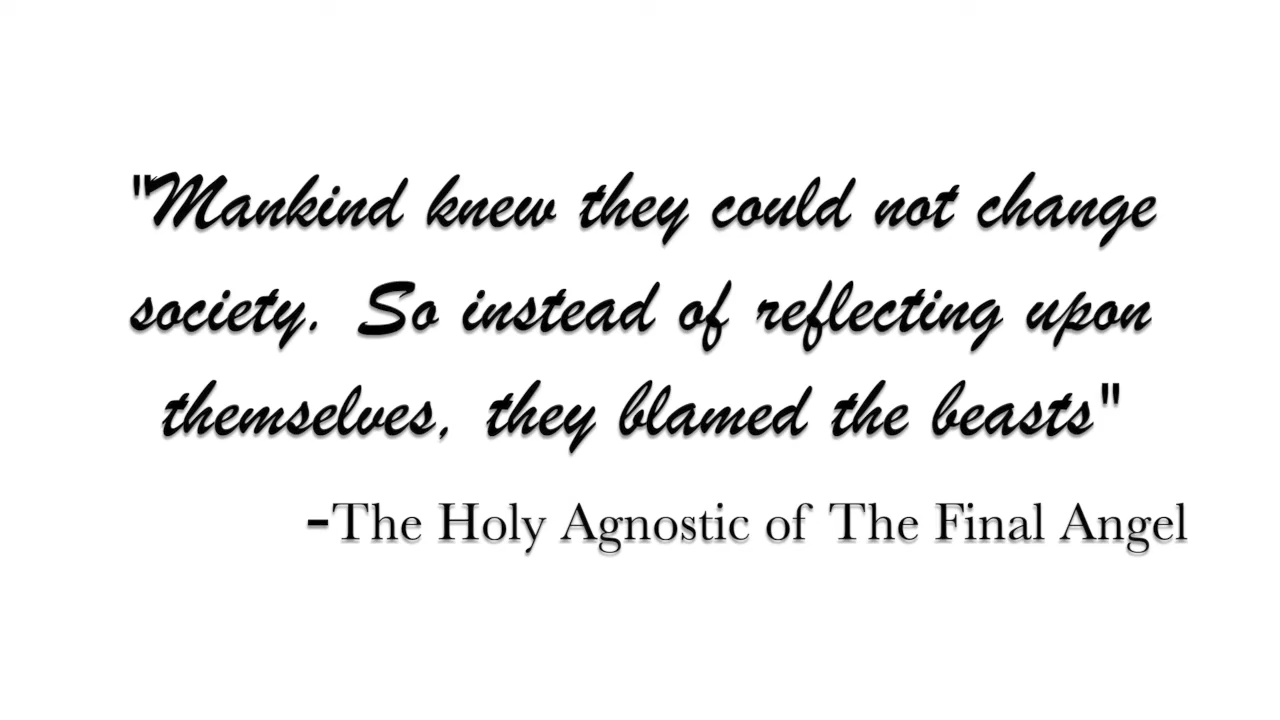 "Mankind knew they could not change
society. So instead of reflecting upon
themselves, they blamed the beasts"
-The Holy Agnostic of The Final Angel